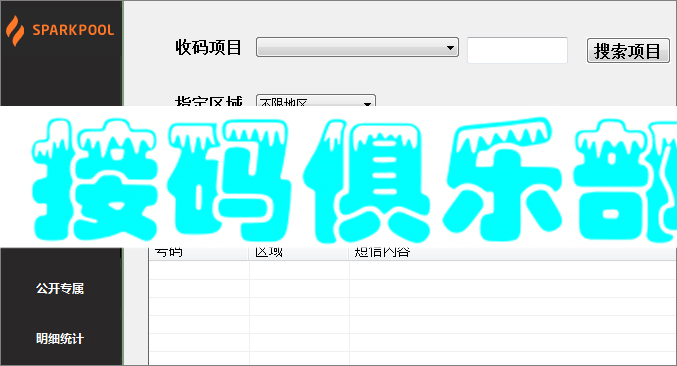 SPARKPOOL
收码项目
搜索项目
指定区域 不限地区
接码俱乐部
号码 区域 短信内容
公开专属
明细统计